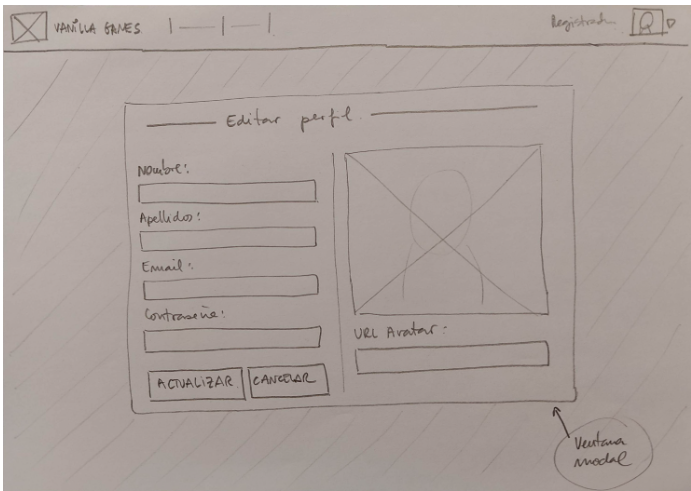 VANILLA GAMES
Registrado
Editar perfil
Nombre:
Apellidos:
Email:
Contraseña:
URL Avatar:
ACTUALIZAR
CANCELAR
Ventana
modal